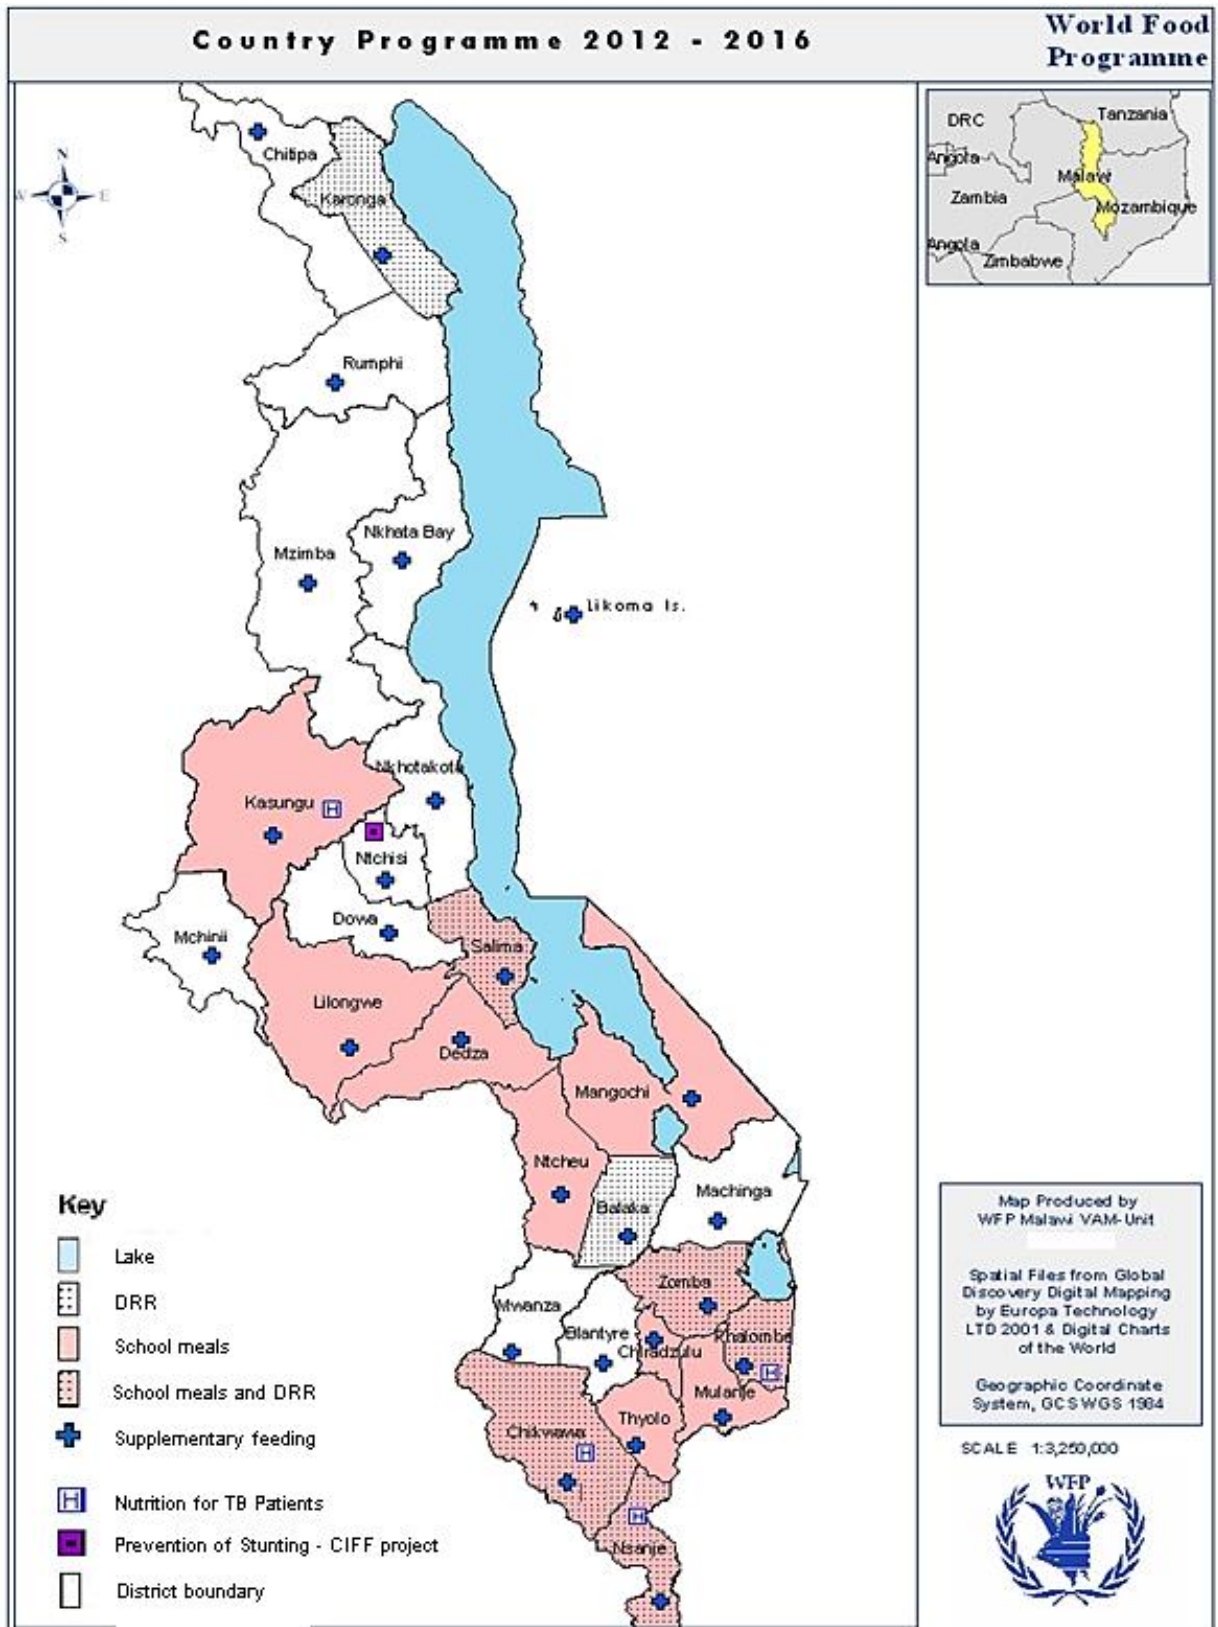 Country Programme 2012 - 2016
World Food
Programme
N
W
E
S
DRC
Tanzania
Angola
Malawi
Zambia
Mozambique
Angola
Zimbabwe
Chitipa
Karonga
Rumphi
Nkhata Bay
Mzimba
likoma Is.
Nkhotakota
Kasungu
H
Ntchisi
Dowa
Mchinii
Salima
Lilongwe
Dedza
Mangochi
Ntcheu
Machinga
Balaka
Zomba
Mwanza
Blantyre
Phalombe
Chiradzulu
H
Mulanje
Thyolo
Chikwawa
H
H
Nsanje
Key
Lake
DRR
School meals
School meals and DRR
Supplementary feeding
H
Nutrition for TB Patients
Prevention of Stunting - CIFF project
District boundary
Map Produced by
WFP Malawi VAM-Unit
Spatial Files from Global
Discovery Digital Mapping
by Europa Technology
LTD 2001 & Digital Charts
of the World
Geographic Coordinate
System, GCS WGS 1984
SCALE 1:3,250,000
WFP